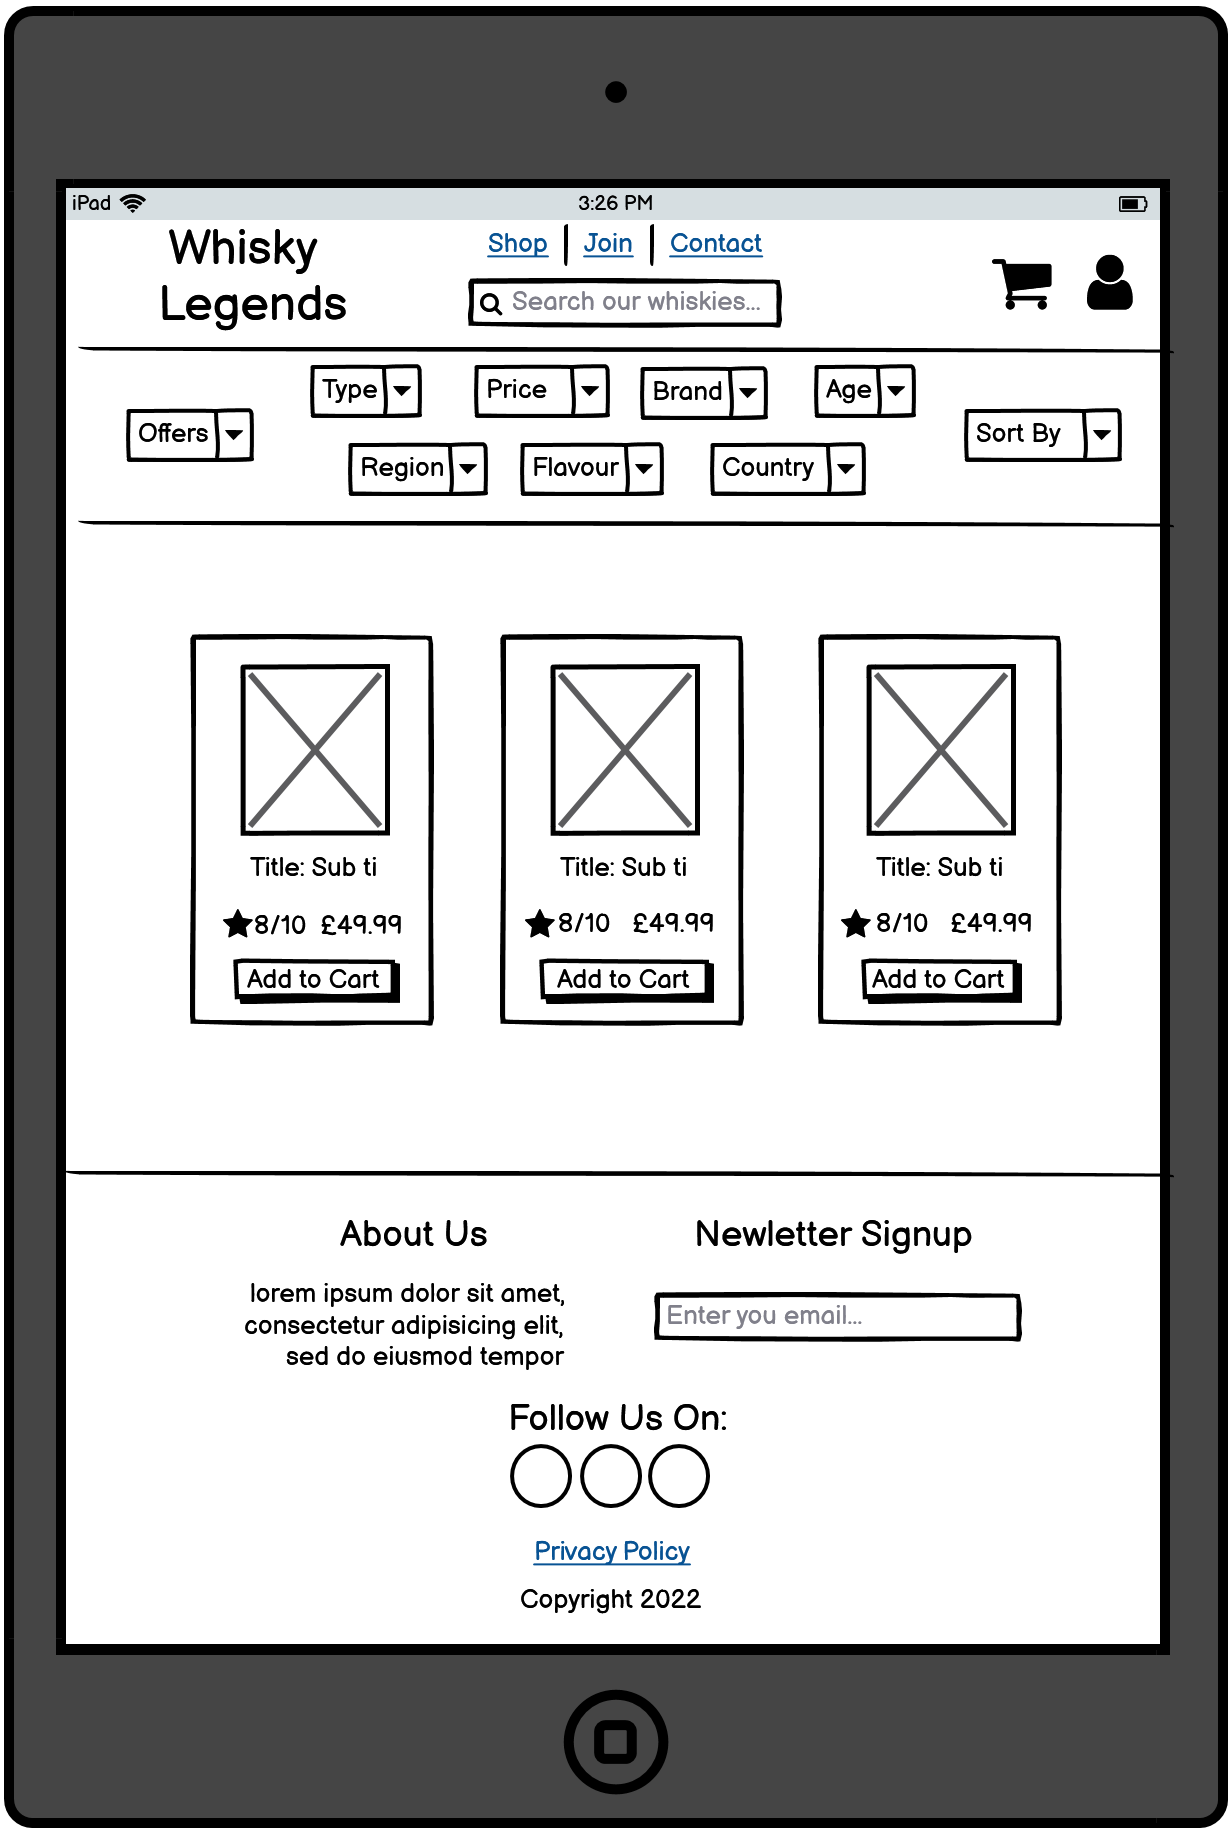 iPad 3:26 PM
Whisky
Legends
Shop Join Contact
Search our whiskies...
Type Price Brand Age
Offers Sort By
Region Flavour Country
Title: Sub ti Title: Sub ti Title: Sub ti
8/10 £49.99 8/10 £49.99 8/10 £49.99
Add to Cart Add to Cart Add to Cart
About Us
lorem ipsum dolor sit amet,
consectetur adipisicing elit,
sed do eiusmod tempor
Newletter Signup
Enter you email...
Follow Us On:
Privacy Policy
Copyright 2022